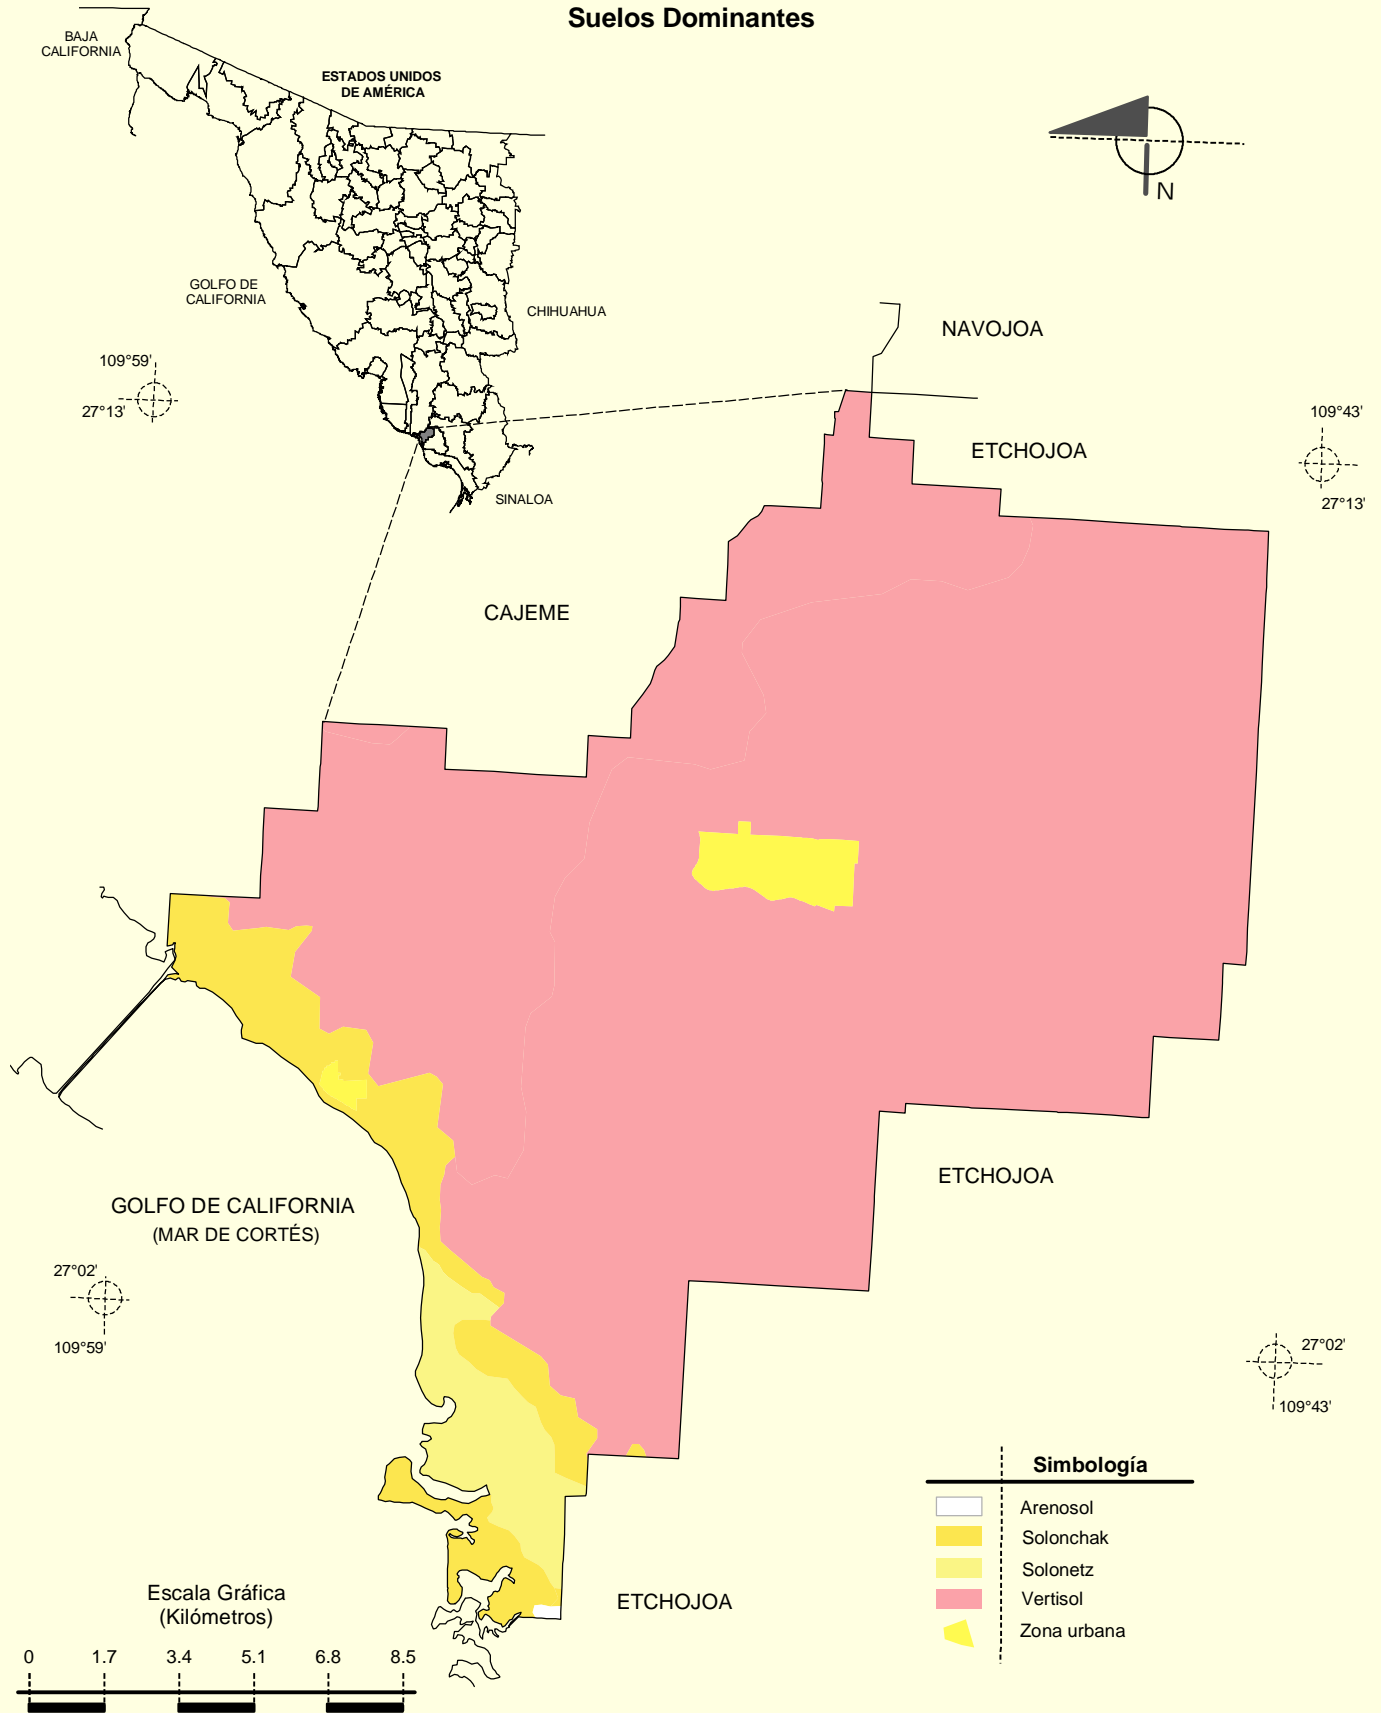 Suelos Dominantes
BAJA
CALIFORNIA
ESTADOS UNIDOS
DE AMÉRICA
N
GOLFO DE
CALIFORNIA
CHIHUAHUA
NAVOJOA
109°59'
27°13'
109°43'
27°13'
ETCHOJOA
SINALOA
CAJEME
ETCHOJOA
GOLFO DE CALIFORNIA
(MAR DE CORTÉS)
27°02'
109°59'
27°02'
109°43'
Simbología
Arenosol
Solonchak
Solonetz
Vertisol
Zona urbana
ETCHOJOA
Escala Gráfica
(Kilómetros)
0 1.7 3.4 5.1 6.8 8.5